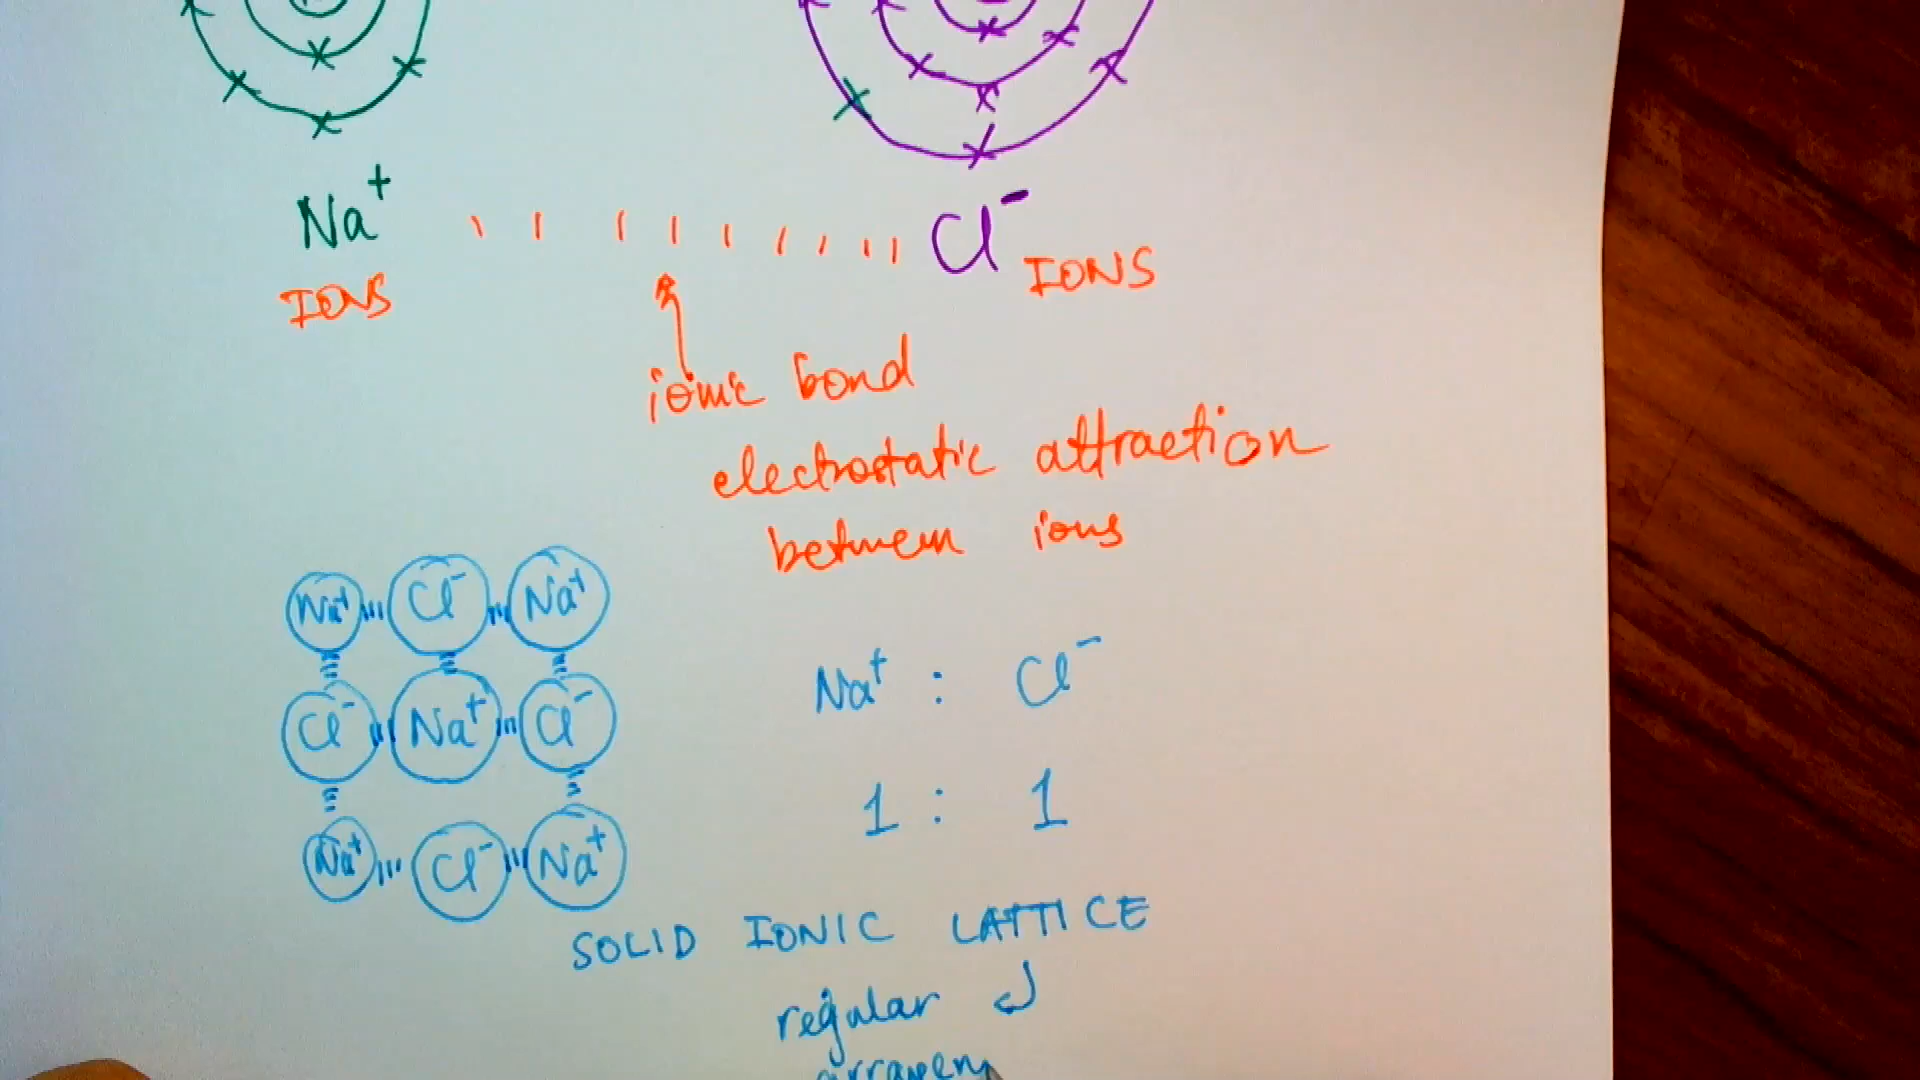 Na+ Cl-
IONS IONS
ionic bond
electrostatic attraction
between ions
Na+ Cl- Na+
Cl- Na+ Cl-
Na+ Cl- Na+
Na+ : Cl-
1 : 1
SOLID IONIC LATTICE
regular